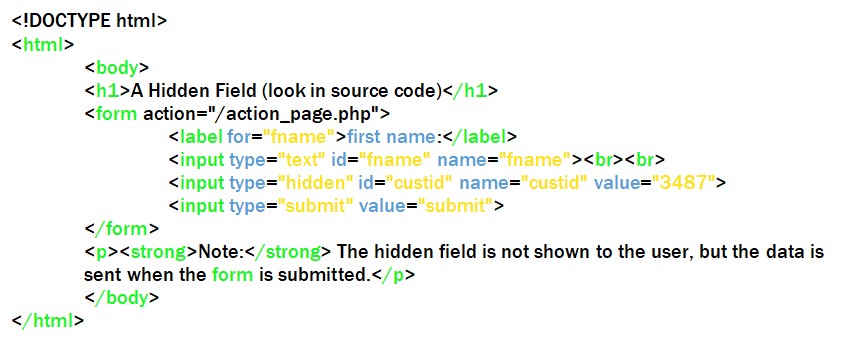 <!DOCTYPE html>
<html>
<body>
<h1>A Hidden Field (look in source code)</h1>
<form action="/action_page.php">
<label for="fname">first name:</label>
<input type="text" id="fname" name="fname"><br><br>
<input type="hidden" id="custid" name="custid" value="3487">
<input type="submit" value="submit">
</form>
<p><strong>Note:</strong> The hidden field is not shown to the user, but the data is
sent when the form is submitted.</p>
</body>
</html>